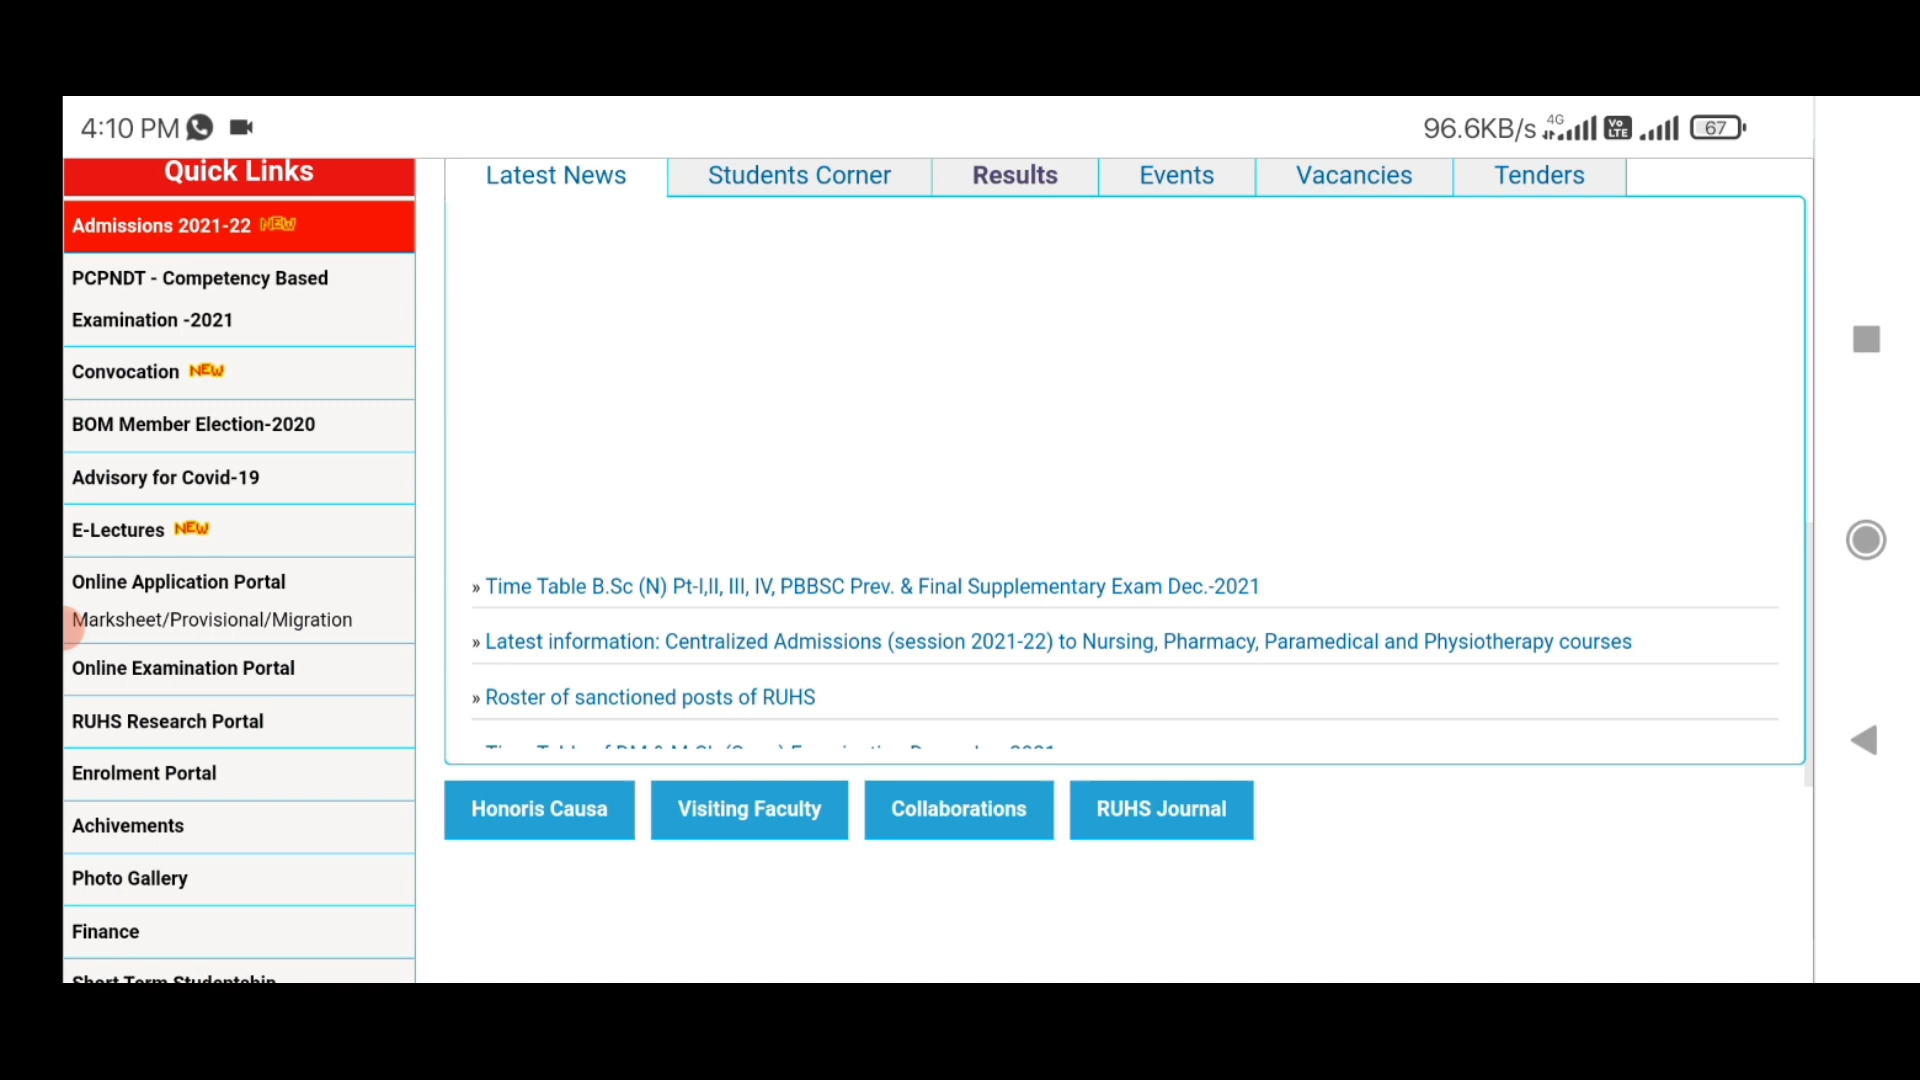 4:10 PM
96.6KB/s 4G Vo LTE 67
Quick Links
Latest News
Students Corner
Results
Events
Vacancies
Tenders
Admissions 2021-22 NEW
PCPNDT - Competency Based
Examination -2021
Convocation NEW
BOM Member Election-2020
Advisory for Covid-19
E-Lectures NEW
Online Application Portal
Marksheet/Provisional/Migration
Online Examination Portal
RUHS Research Portal
Enrolment Portal
Achivements
Photo Gallery
Finance
Short Term Studentship
» Time Table B.Sc (N) Pt-I,II, III, IV, PBBSC Prev. & Final Supplementary Exam Dec.-2021
» Latest information: Centralized Admissions (session 2021-22) to Nursing, Pharmacy, Paramedical and Physiotherapy courses
» Roster of sanctioned posts of RUHS
Honoris Causa
Visiting Faculty
Collaborations
RUHS Journal